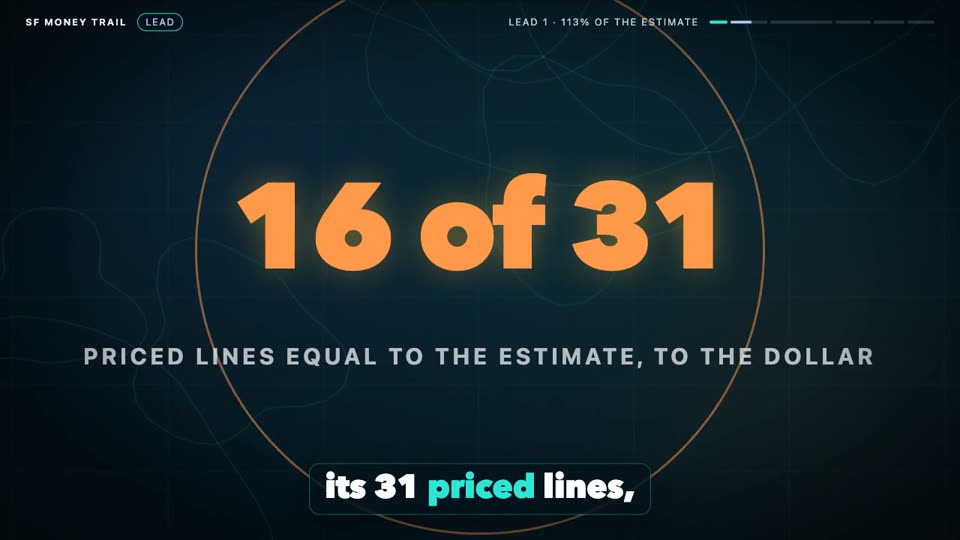 SF MONEY TRAIL LEAD
LEAD 1 · 113% OF THE ESTIMATE
16 of 31
PRICED LINES EQUAL TO THE ESTIMATE, TO THE DOLLAR
its 31 priced lines,